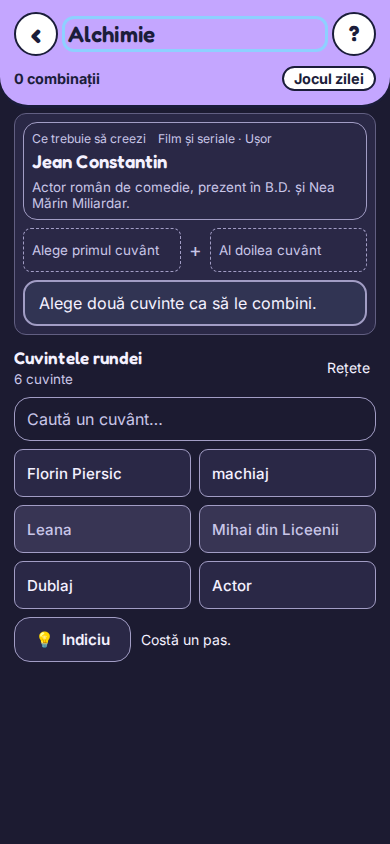 Alchimie
?
0 combinații
Jocul zilei
Ce trebuie să creezi Film și seriale · Ușor
Jean Constantin
Actor român de comedie, prezent în B.D. și Nea
Mărin Miliardar.
Alege primul cuvânt + Al doilea cuvânt
Alege două cuvinte ca să le combini.
Cuvintele rundei
6 cuvinte
Rețete
Caută un cuvânt...
Florin Piersic
machiaj
Leana
Mihai din Liceenii
Dublaj
Actor
Indiciu
Costă un pas.